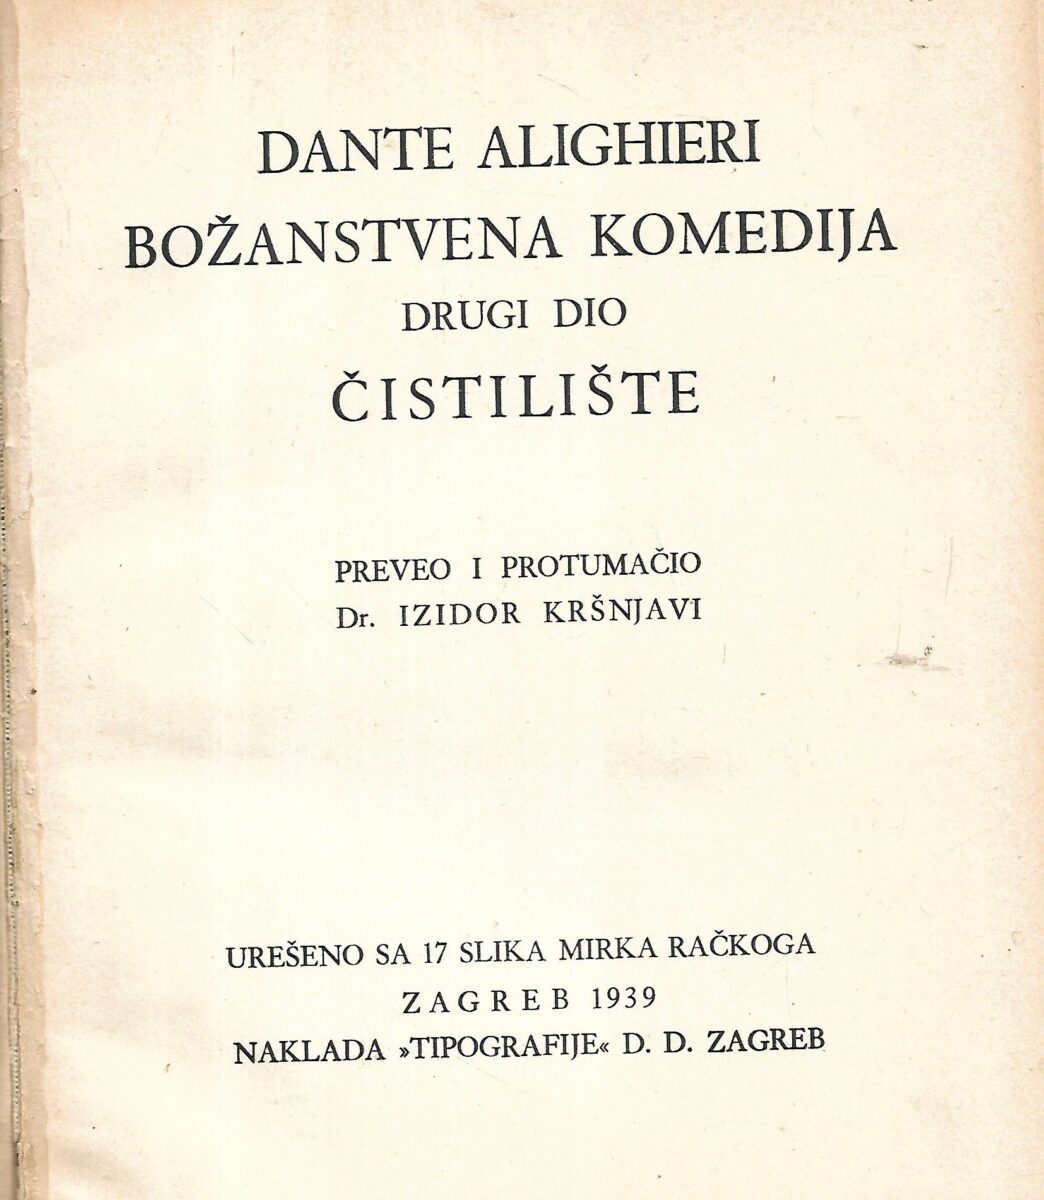 DANTE ALIGHIERI
BOŽANSTVENA KOMEDIJA
DRUGI DIO
ČISTILIŠTE
PREVEO I PROTUMAČIO
Dr. IZIDOR KRŠNJAVI
UREŠENO SA 17 SLIKA MIRKA RAČKOGA
ZAGREB 1939
NAKLADA »TIPOGRAFIJE« D. D. ZAGREB